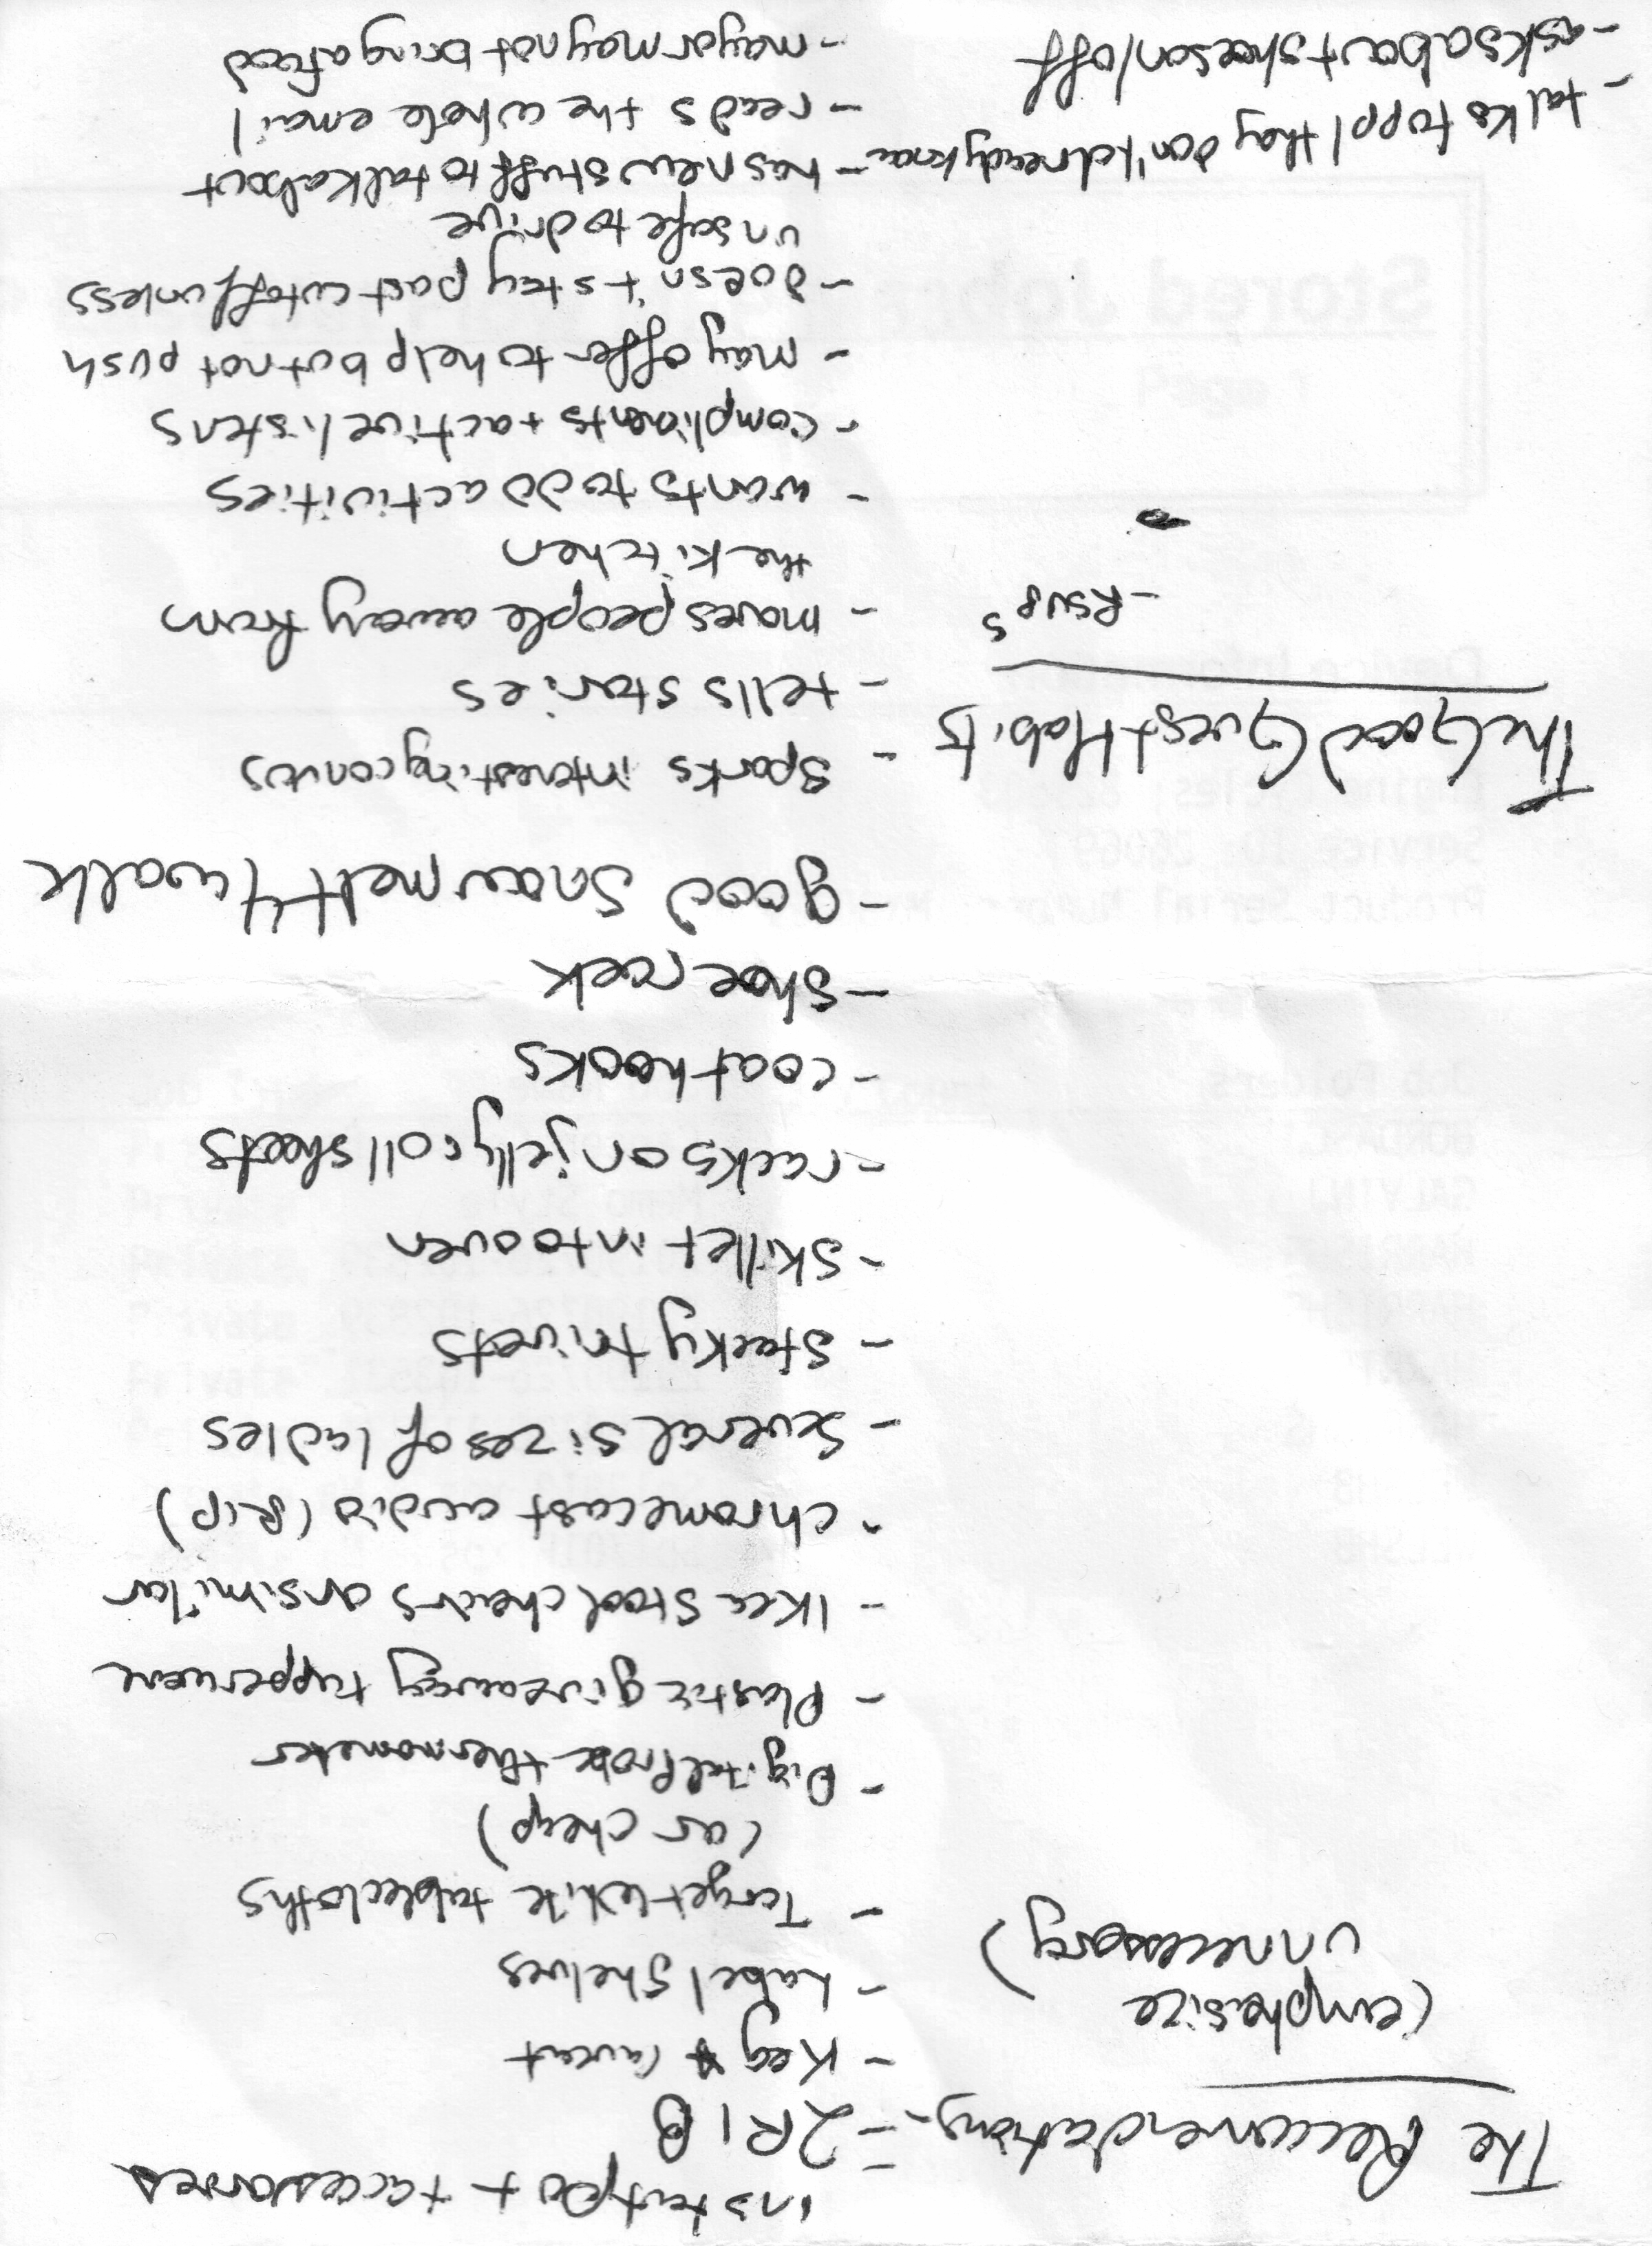 The Reccomendations
(emphasize
unnecessary)
- instatpot + accessories
- 2R1B
- Keg * caveat
- Label shelves
- Target White tablecloths
(or cheap)
- Digital Probe thermometer
- Plastic giveaway tupperware
- IKea Stool chairs or similar
- chromecast audio (RIP)
- Several sizes of ladles
- stacky trivets
- skillet into oven
- racks on jelly roll sheets
- coat hooks
- shoe rack
- good snow melt 4 walk
The Good Guest Habits
- RSVPs
- sparks interesting convos
- tells stories
- moves people away from
the kitchen
- wants to do activities
- compliments + active listens
- may offer to help but not push
- doesn't stay past cutoff unless
unsafe to drive
- has new stuff to talk about
- reads the whole email
- may or may not bring a food
- talks to ppl they don't already know
- asks about shoes on/off